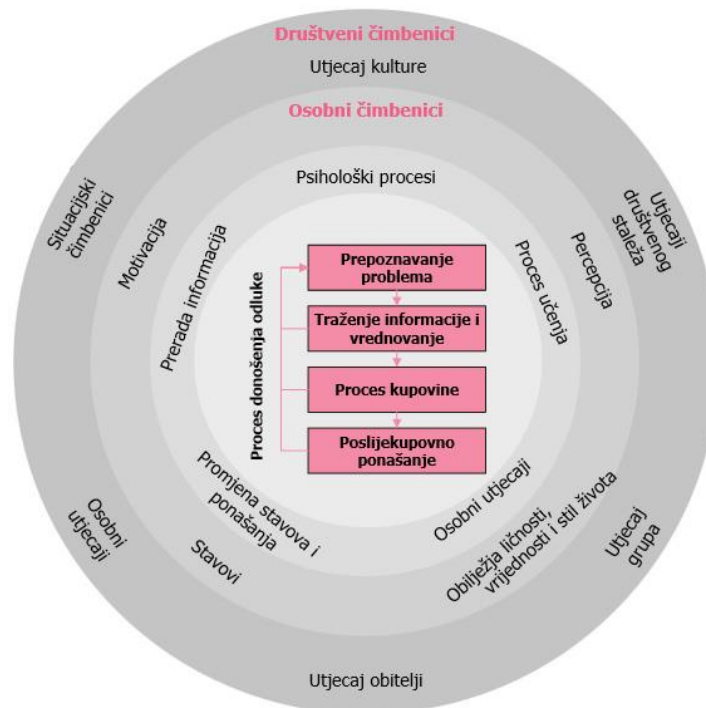 Društveni čimbenici
Utjecaj kulture
Osobni čimbenici
Psihološki procesi
Situacijski
čimbenici
Motivacija
Prerada informacija
Proces donošenja odluke
Prepoznavanje
problema
Traženje informacije i
vrednovanje
Proces kupovine
Poslijekupovno
ponašanje
Proces učenja
Percepcija
Utjecaji
društvenog
staleža
Osobni
utjecaji
Stavovi
Promjena stavova i
ponašanja
Osobni utjecaji
Obilježja ličnosti,
vrijednosti i stil života
Utjecaj
grupa
Utjecaj obitelji